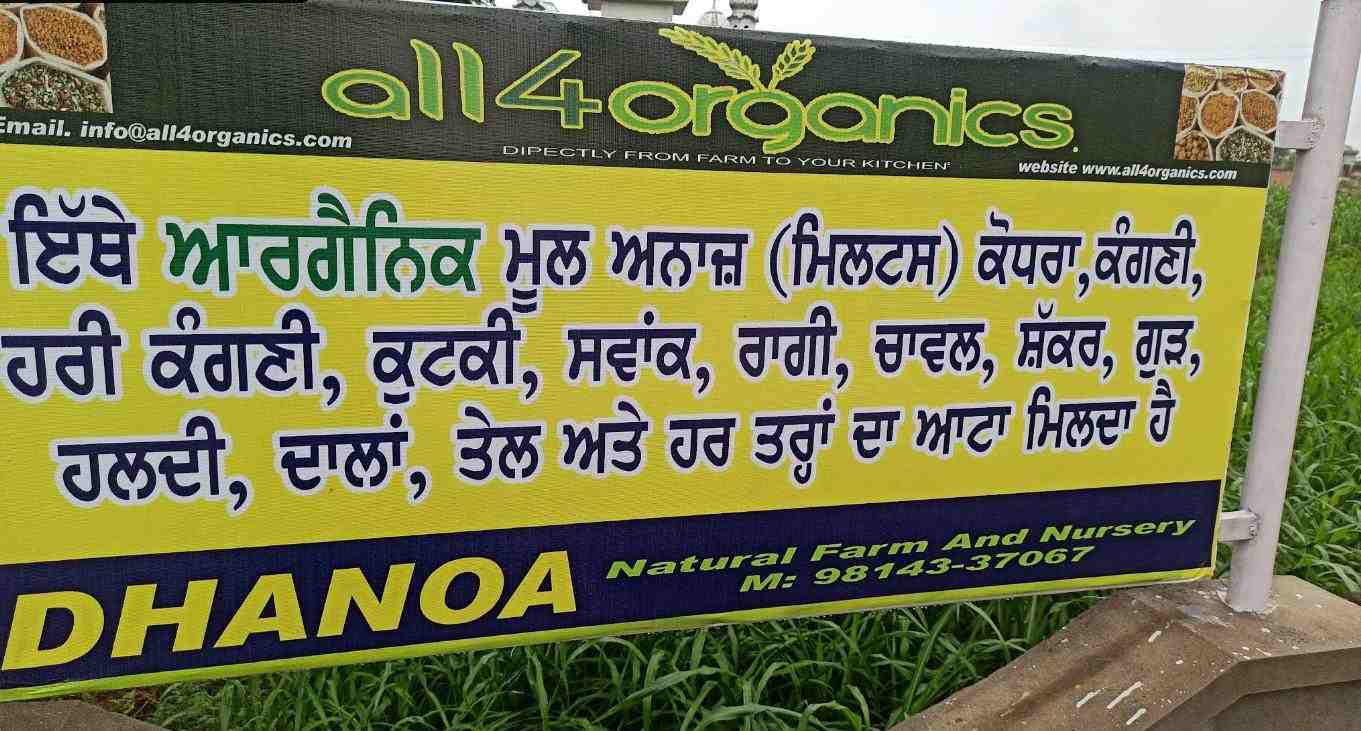 all4organics.
Email. info@all4organics.com
DIPECTLY FROM FARM TO YOUR KITCHEN'
website www.all4organics.com
ਇੱਥੇ ਆਰਗੈਨਿਕ ਮੂਲ ਅਨਾਜ਼ (ਮਿਲਟਸ) ਕੋਧਰਾ,ਕੰਗਣੀ,
ਹਰੀ ਕੰਗਣੀ, ਕੁਟਕੀ, ਸਵਾਂਕ, ਰਾਗੀ, ਚਾਵਲ, ਸ਼ੱਕਰ, ਗੁੜ,
ਹਲਦੀ, ਦਾਲਾਂ, ਤੇਲ ਅਤੇ ਹਰ ਤਰ੍ਹਾਂ ਦਾ ਆਟਾ ਮਿਲਦਾ ਹੈ
DHANOA Natural Farm And Nursery
M: 98143-37067